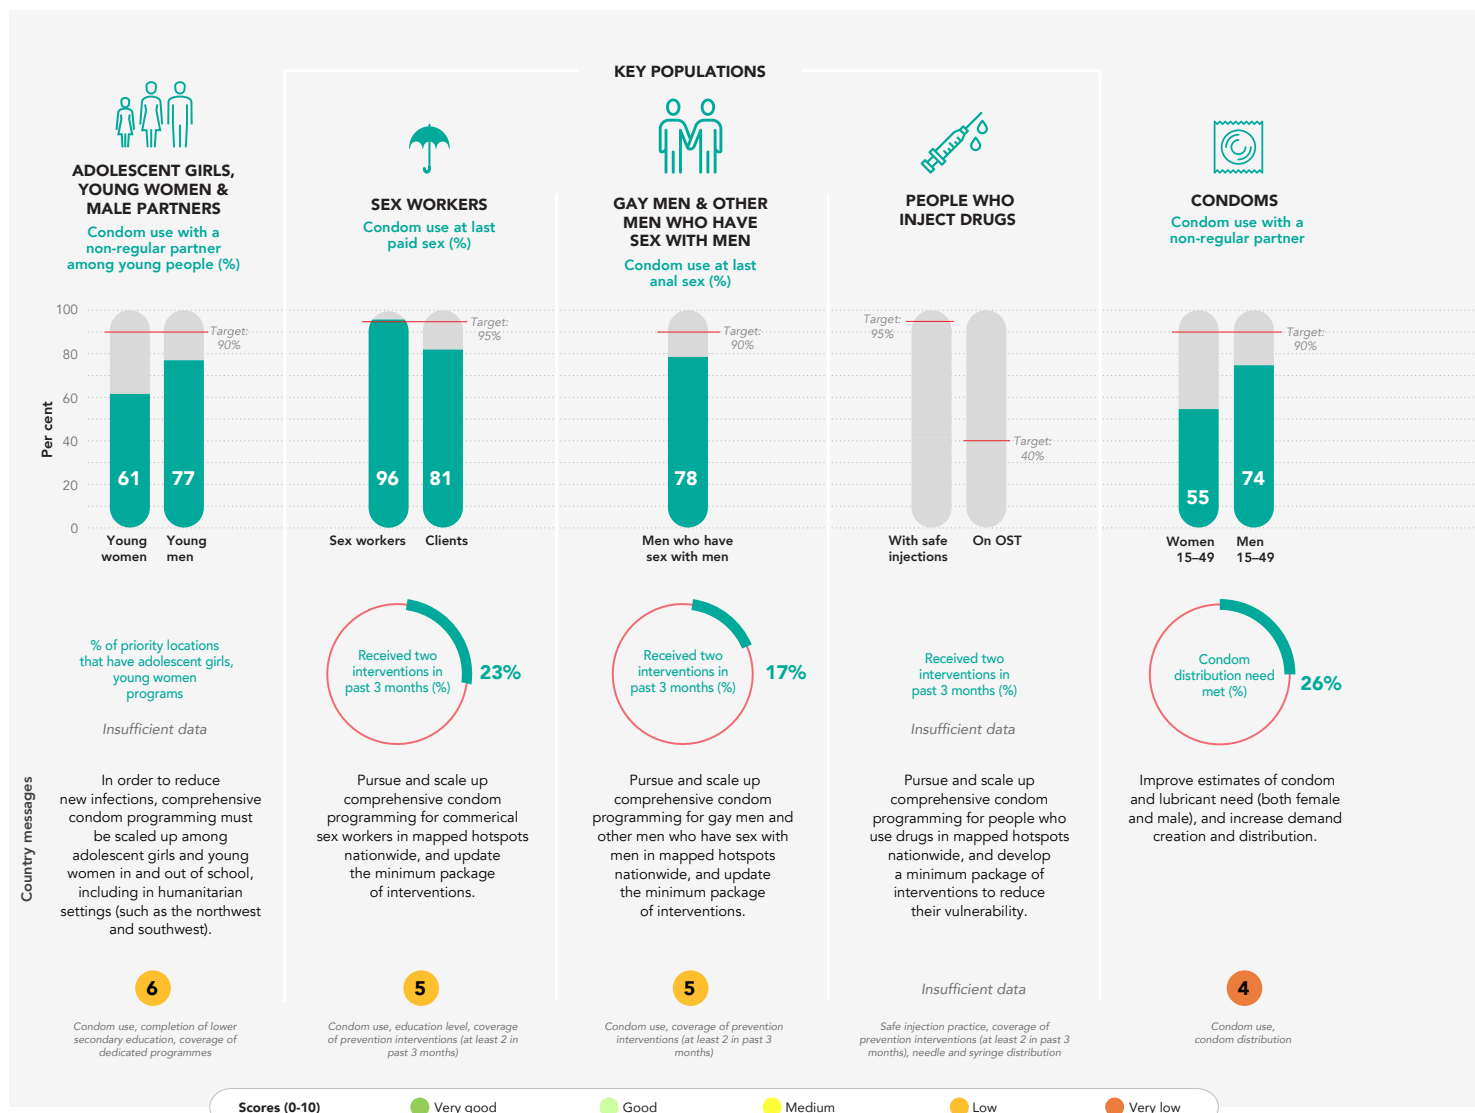 KEY POPULATIONS
ADOLESCENT GIRLS,
YOUNG WOMEN &
MALE PARTNERS
Condom use with a
non-regular partner
among young people (%)
SEX WORKERS
Condom use at last
paid sex (%)
GAY MEN & OTHER
MEN WHO HAVE
SEX WITH MEN
Condom use at last
anal sex (%)
PEOPLE WHO
INJECT DRUGS
CONDOMS
Condom use with a
non-regular partner
Per cent
100
80
60
40
20
0
Target:
90%
61
77
Young
women
Young
men
Target:
95%
96
81
Sex workers
Clients
Target:
90%
78
Men who have
sex with men
Target:
95%
Target:
40%
With safe
injections
On OST
Target:
90%
55
74
Women
15–49
Men
15–49
% of priority locations
that have adolescent girls,
young women
programs
Insufficient data
Received two
interventions in
past 3 months (%)
23%
Received two
interventions in
past 3 months (%)
17%
Received two
interventions in
past 3 months (%)
Insufficient data
Condom
distribution need
met (%)
26%
Country messages
In order to reduce
new infections, comprehensive
condom programming must
be scaled up among
adolescent girls and young
women in and out of school,
including in humanitarian
settings (such as the northwest
and southwest).
Pursue and scale up
comprehensive condom
programming for commerical
sex workers in mapped hotspots
nationwide, and update
the minimum package
of interventions.
Pursue and scale up
comprehensive condom
programming for gay men and
other men who have sex with
men in mapped hotspots
nationwide, and update
the minimum package
of interventions.
Pursue and scale up
comprehensive condom
programming for people who
use drugs in mapped hotspots
nationwide, and develop
a minimum package of
interventions to reduce
their vulnerability.
Improve estimates of condom
and lubricant need (both female
and male), and increase demand
creation and distribution.
6
5
5
Insufficient data
4
Condom use, completion of lower
secondary education, coverage of
dedicated programmes
Condom use, education level, coverage
of prevention interventions (at least 2 in
past 3 months)
Condom use, coverage of prevention
interventions (at least 2 in past 3
months)
Safe injection practice, coverage of
prevention interventions (at least 2 in past 3
months), needle and syringe distribution
Condom use,
condom distribution
Scores (0-10)
Very good
Good
Medium
Low
Very low